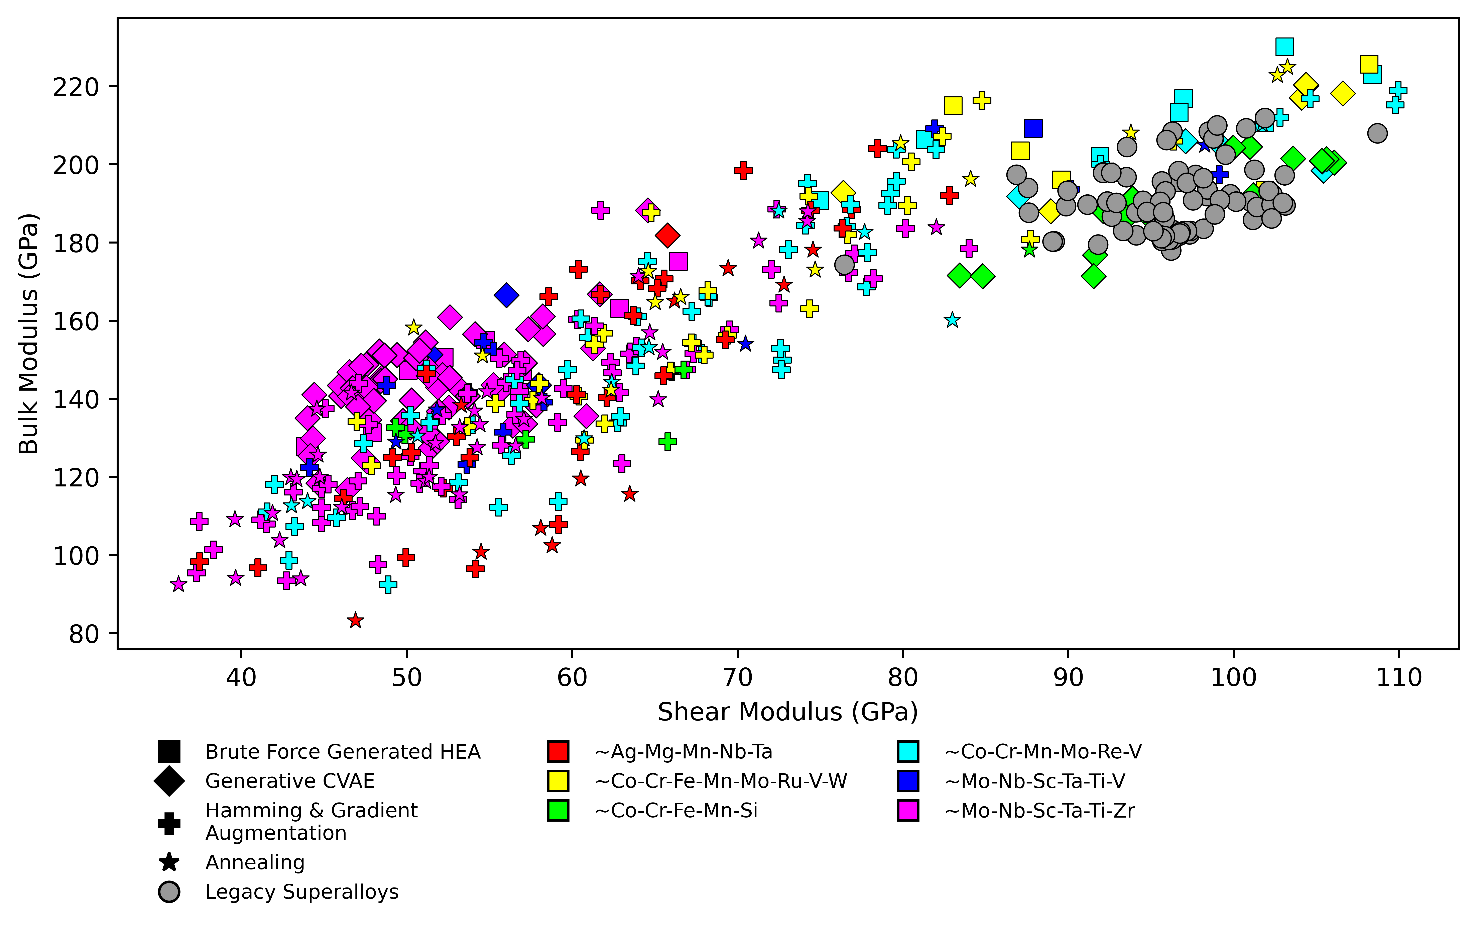 220
200
180
160
140
120
100
80
Bulk Modulus (GPa)
40 50 60 70 80 90 100 110
Shear Modulus (GPa)
Brute Force Generated HEA
Generative CVAE
Hamming & Gradient
Augmentation
Annealing
Legacy Superalloys
~Ag-Mg-Mn-Nb-Ta
~Co-Cr-Fe-Mn-Mo-Ru-V-W
~Co-Cr-Fe-Mn-Si
~Co-Cr-Mn-Mo-Re-V
~Mo-Nb-Sc-Ta-Ti-V
~Mo-Nb-Sc-Ta-Ti-Zr